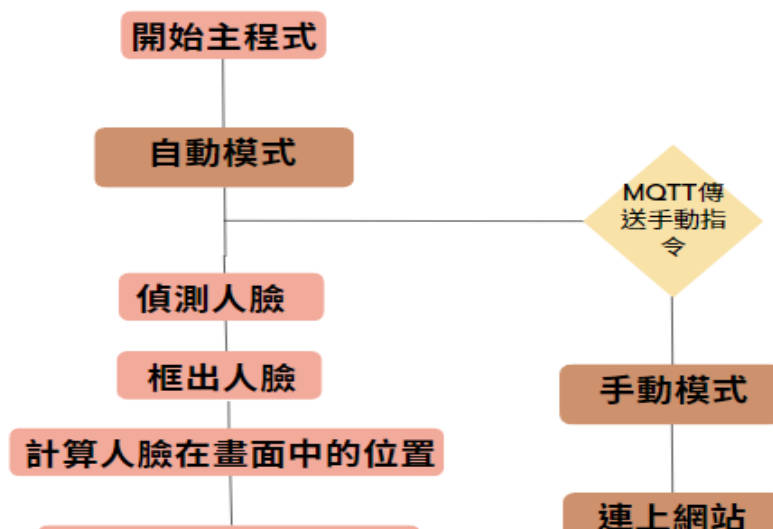 開始主程式
自動模式
MQTT傳
送手動指
令
偵測人臉
框出人臉
手動模式
計算人臉在畫面中的位置
連上網站